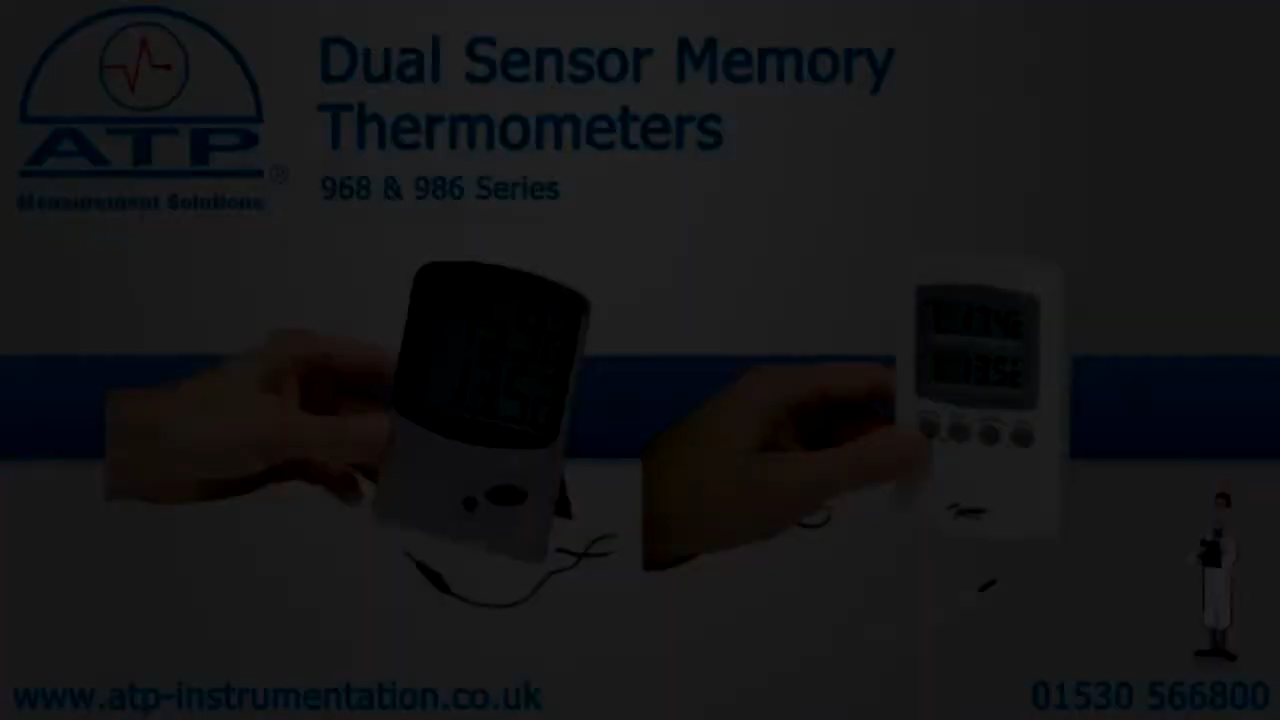 ATP
®
Measurement Solutions
Dual Sensor Memory
Thermometers
968 & 986 Series
www.atp-instrumentation.co.uk
01530 566800